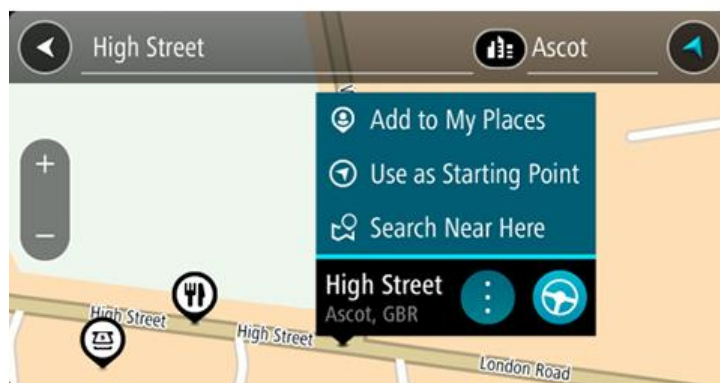 High Street
Ascot
Add to My Places
Use as Starting Point
Search Near Here
High Street
Ascot, GBR
High Street
High Street
London Road